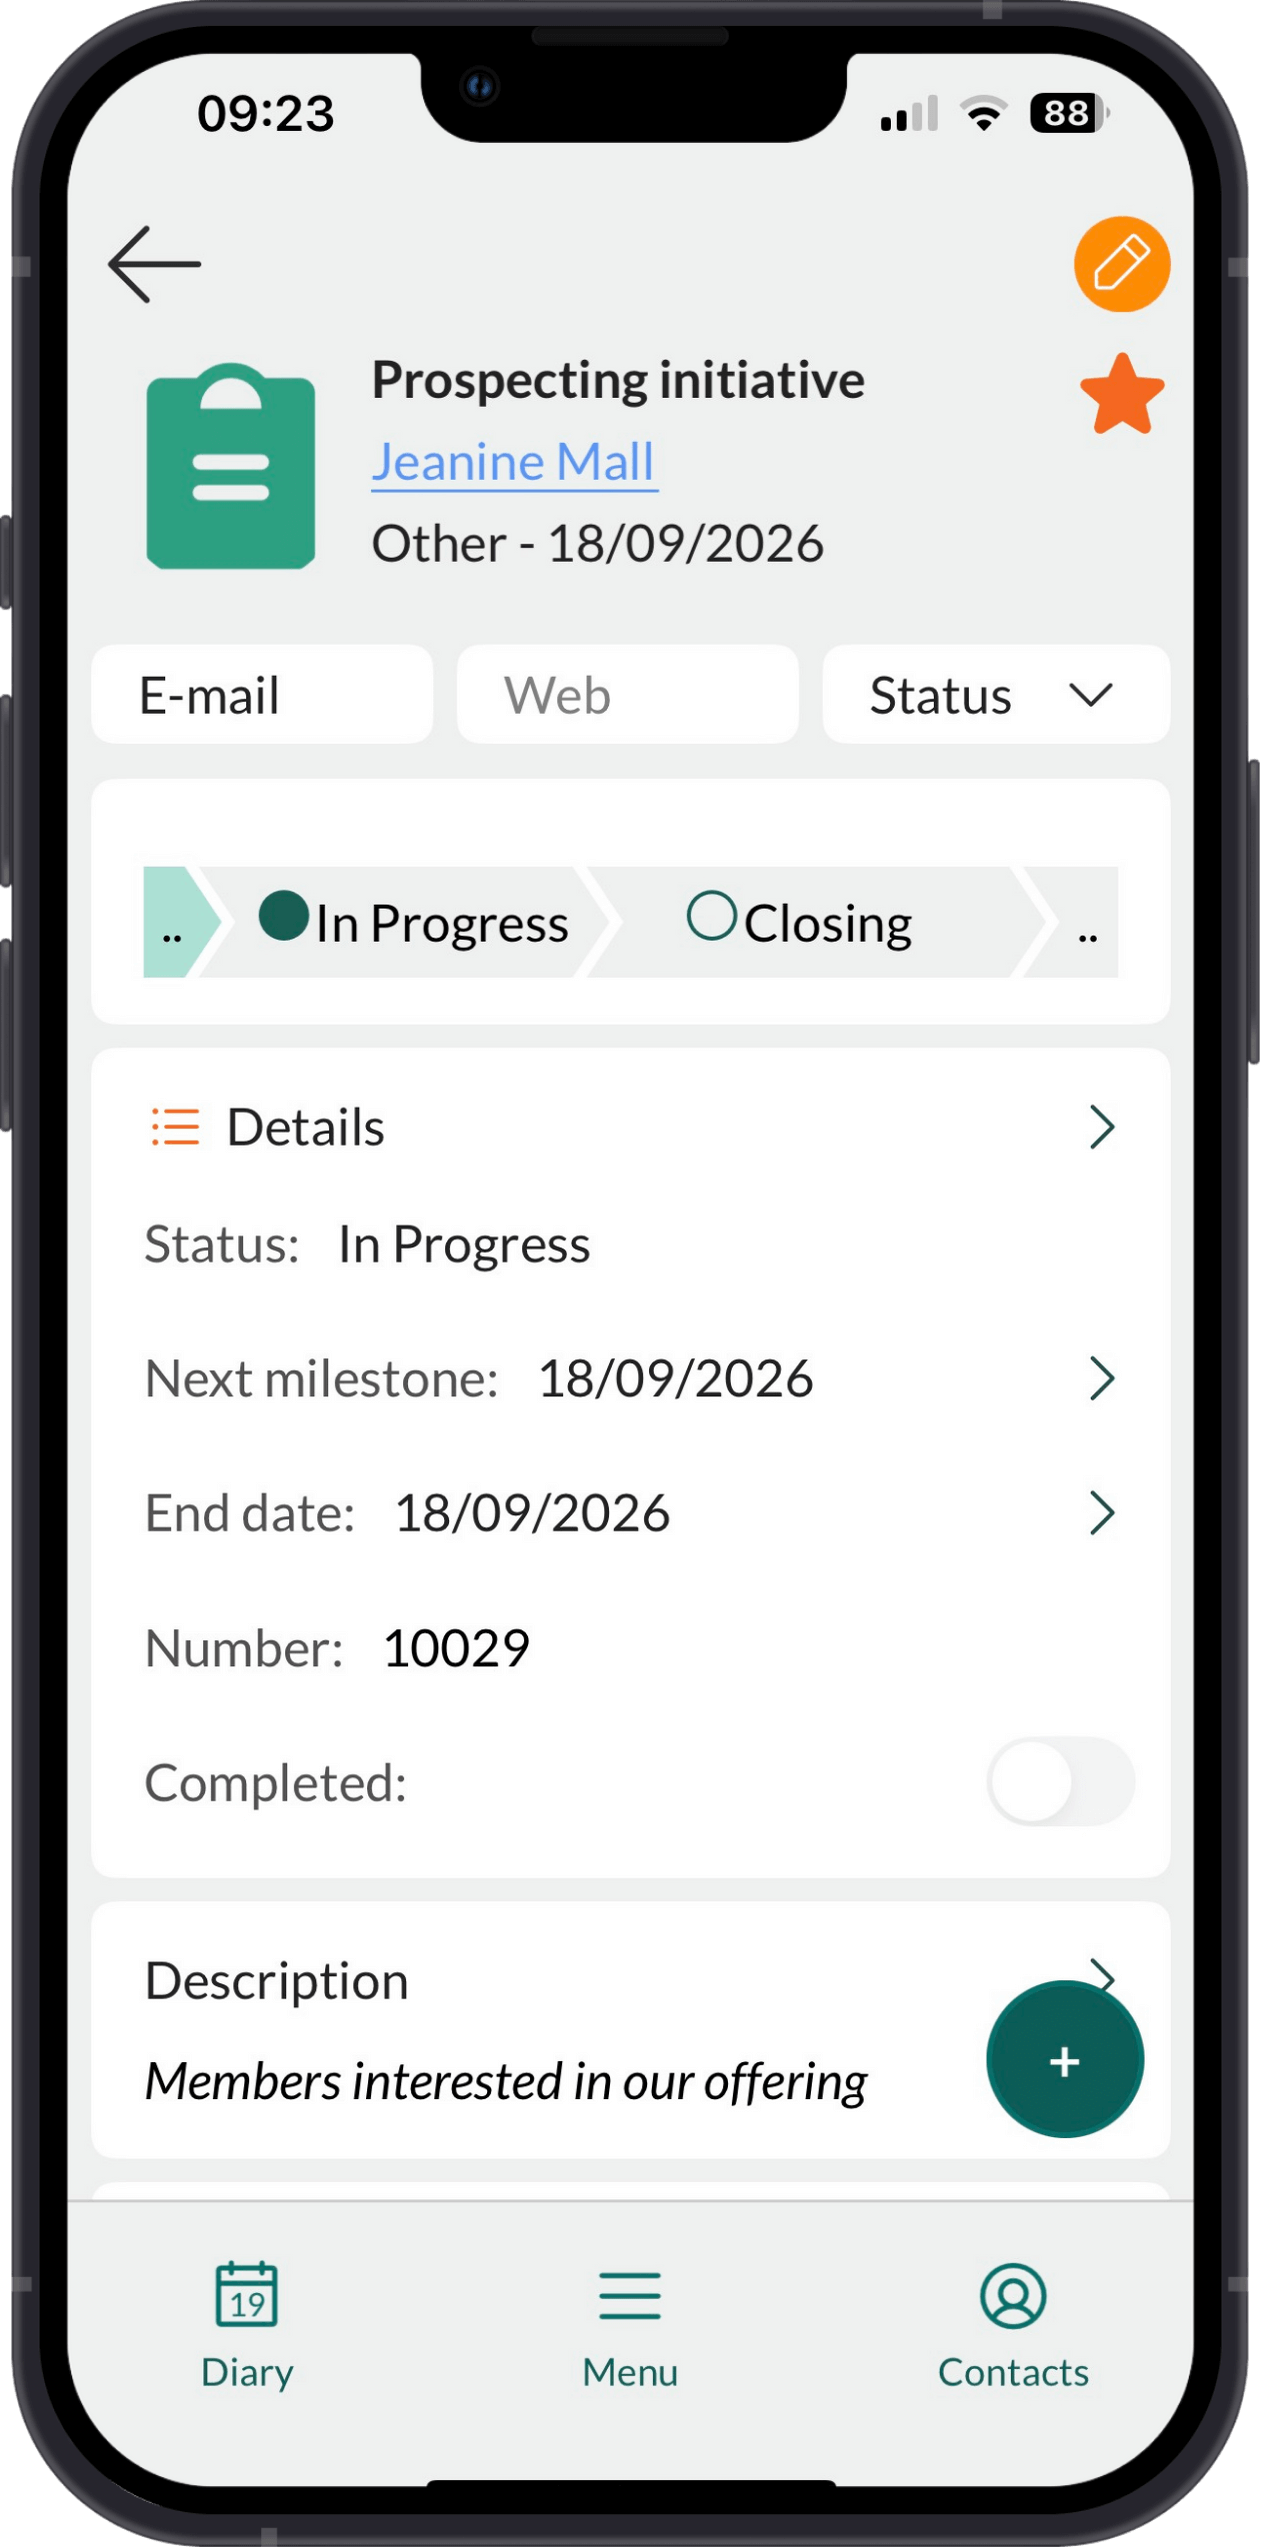 09:23
88
Prospecting initiative
Jeanine Mall
Other - 18/09/2026
E-mail
Web
Status
..
In Progress
Closing
..
Details
Status: In Progress
Next milestone: 18/09/2026
End date: 18/09/2026
Number: 10029
Completed:
Description
Members interested in our offering
+
19
Diary
Menu
Contacts